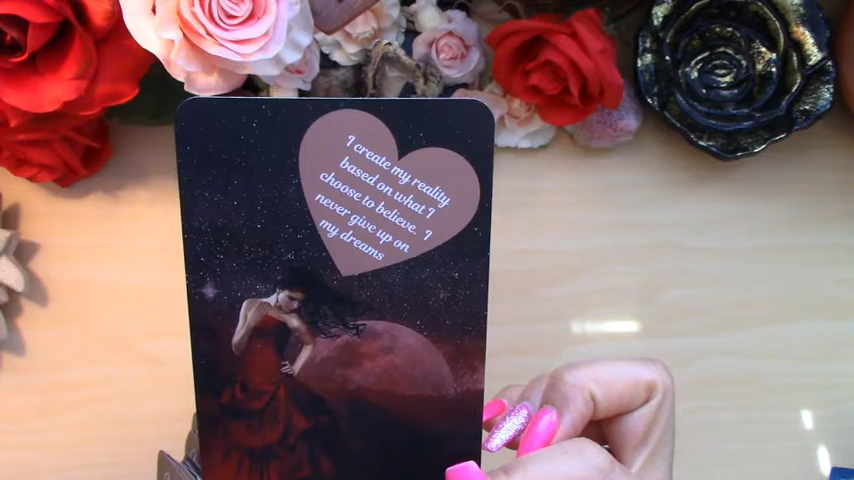 I create my reality
based on what I
choose to believe. I
never give up on
my dreams